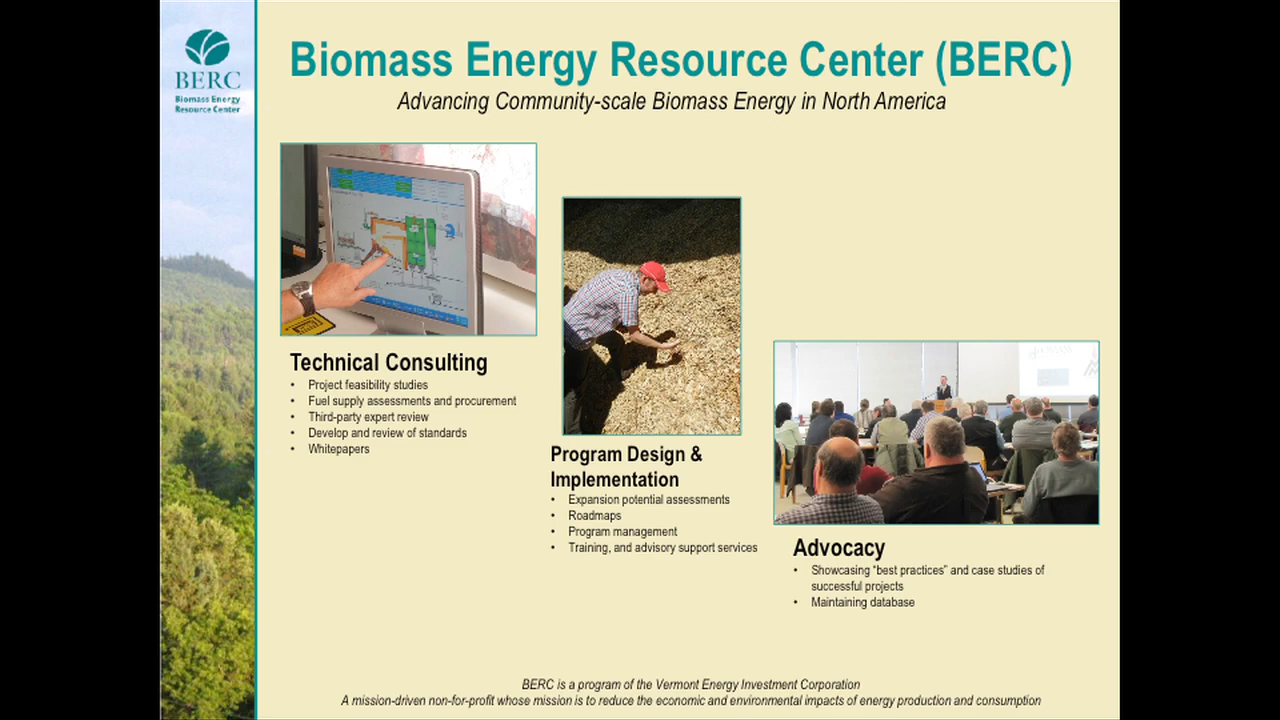 BERC
Biomass Energy
Resource Center
Biomass Energy Resource Center (BERC)
Advancing Community-scale Biomass Energy in North America
Technical Consulting
• Project feasibility studies
• Fuel supply assessments and procurement
• Third-party expert review
• Develop and review of standards
• Whitepapers
Program Design &
Implementation
• Expansion potential assessments
• Roadmaps
• Program management
• Training, and advisory support services
Advocacy
• Showcasing “best practices” and case studies of
successful projects
• Maintaining database
BERC is a program of the Vermont Energy Investment Corporation
A mission-driven non-for-profit whose mission is to reduce the economic and environmental impacts of energy production and consumption